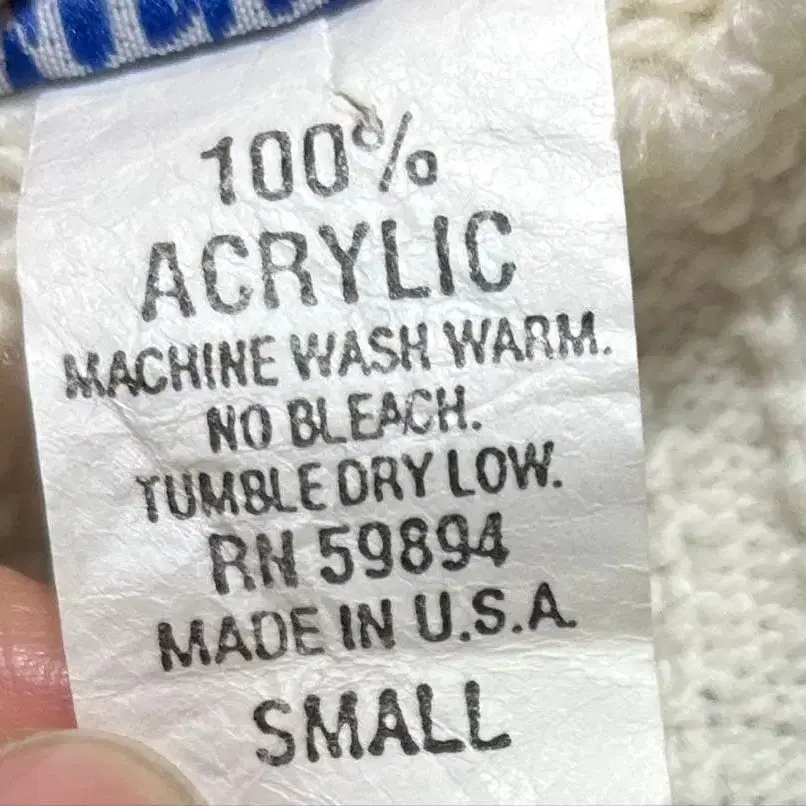 100%
ACRYLIC
MACHINE WASH WARM.
NO BLEACH.
TUMBLE DRY LOW.
RN 59894
MADE IN U.S.A.
SMALL